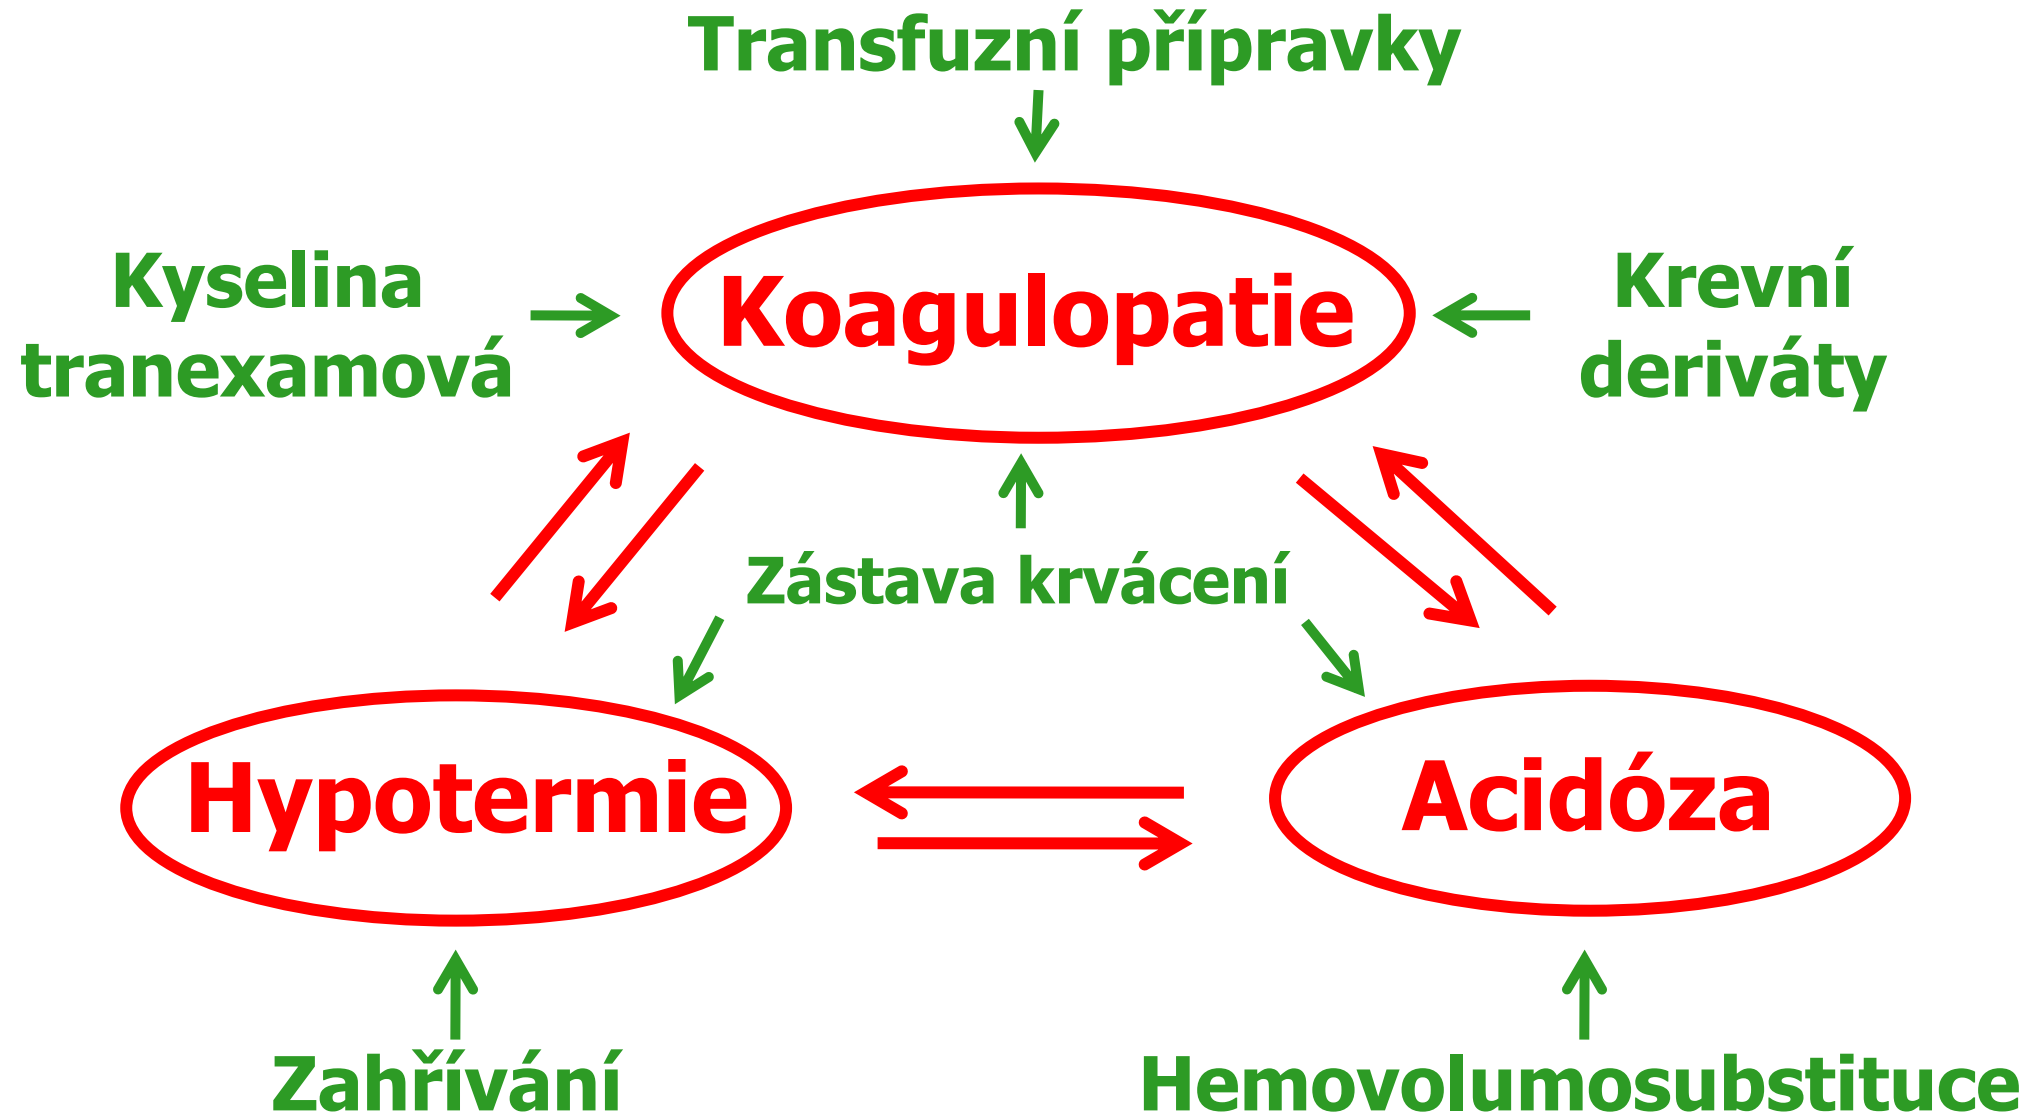 Transfuzní přípravky
Kyselina
tranexamová
Koagulopatie
Krevní
deriváty
Zástava krvácení
Hypotermie
Acidóza
Zahřívání
Hemovolumosubstituce